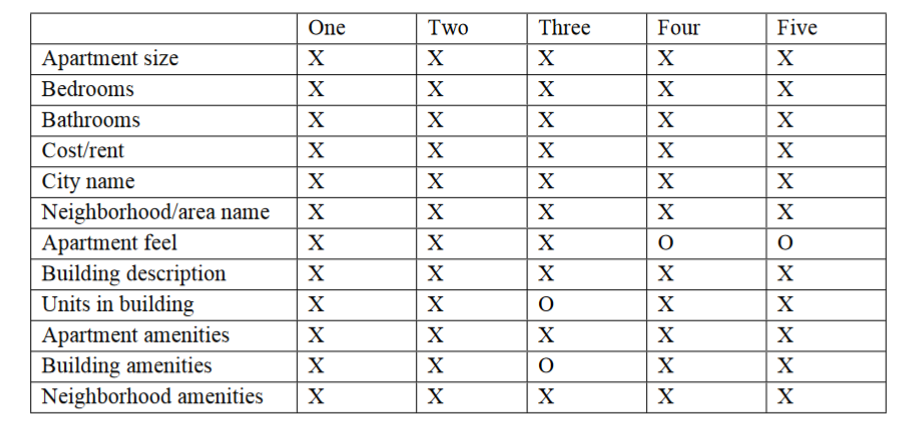 One Two Three Four Five
Apartment size X X X X X
Bedrooms X X X X X
Bathrooms X X X X X
Cost/rent X X X X X
City name X X X X X
Neighborhood/area name X X X X X
Apartment feel X X X O O
Building description X X X X X
Units in building X X O X X
Apartment amenities X X X X X
Building amenities X X O X X
Neighborhood amenities X X X X X